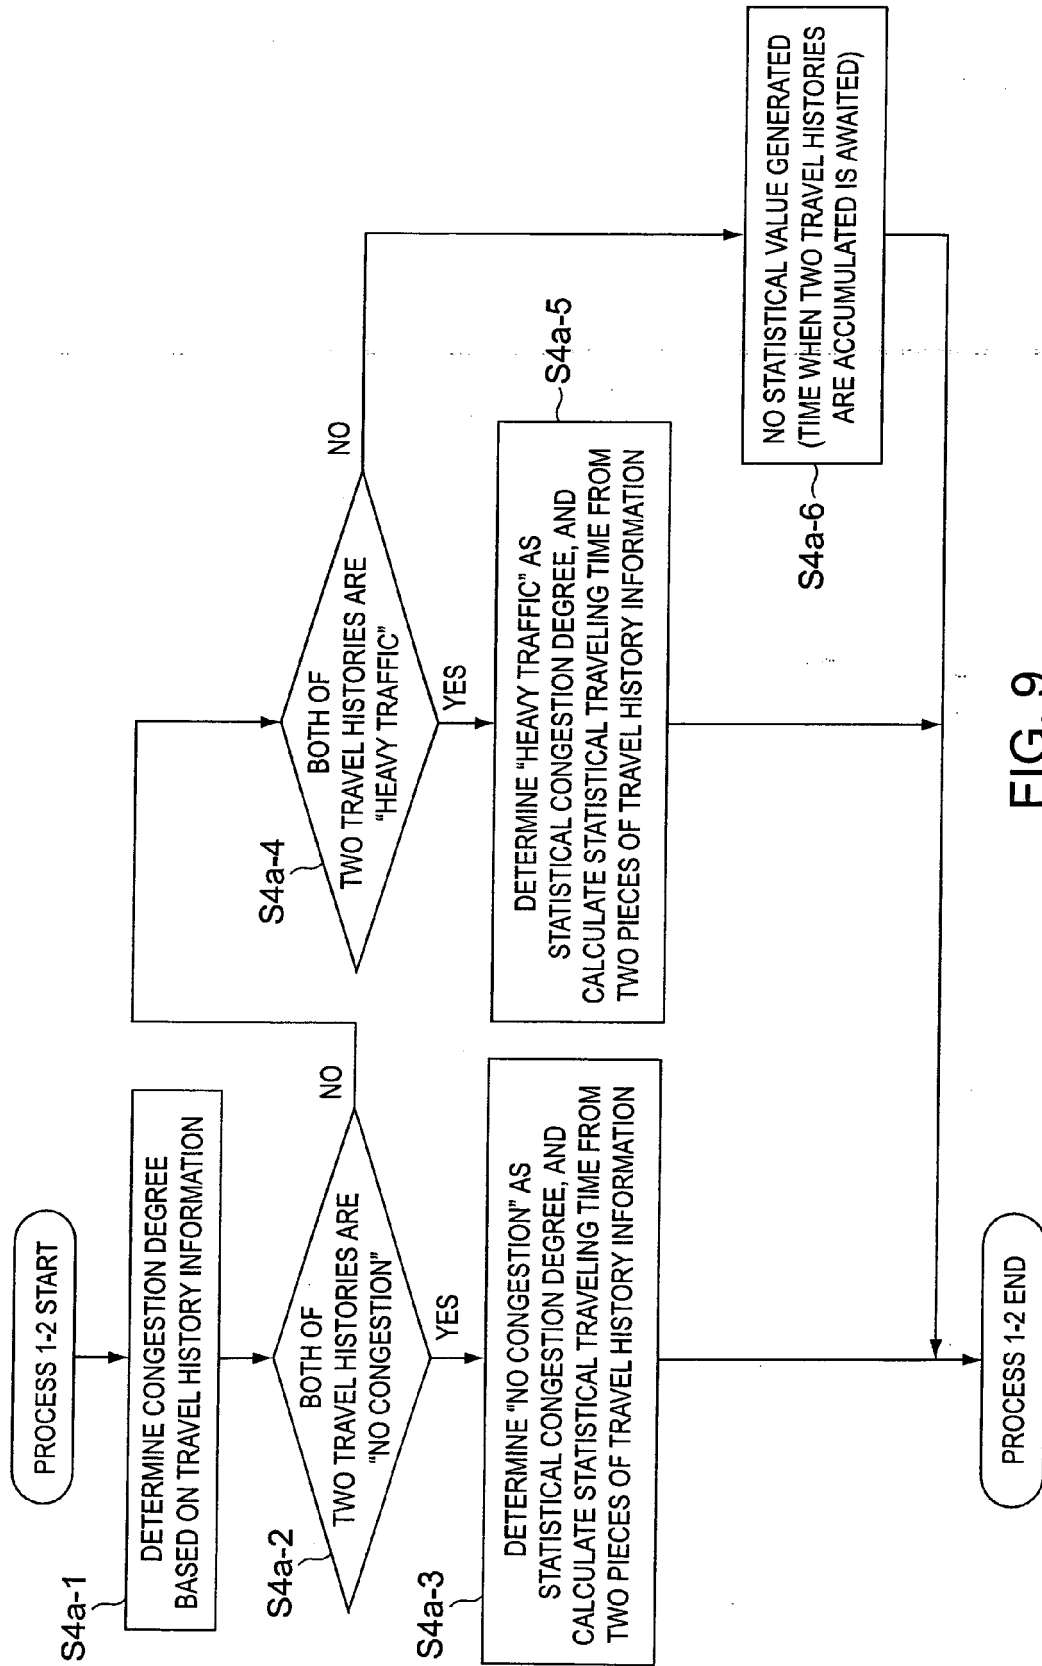 PROCESS 1-2 START
S4a-1
DETERMINE CONGESTION DEGREE
BASED ON TRAVEL HISTORY INFORMATION
S4a-2
BOTH OF
TWO TRAVEL HISTORIES ARE
“NO CONGESTION”
NO
YES
S4a-3
DETERMINE “NO CONGESTION” AS
STATISTICAL CONGESTION DEGREE, AND
CALCULATE STATISTICAL TRAVELING TIME FROM
TWO PIECES OF TRAVEL HISTORY INFORMATION
S4a-4
BOTH OF
TWO TRAVEL HISTORIES ARE
“HEAVY TRAFFIC”
NO
YES
S4a-5
DETERMINE “HEAVY TRAFFIC” AS
STATISTICAL CONGESTION DEGREE, AND
CALCULATE STATISTICAL TRAVELING TIME FROM
TWO PIECES OF TRAVEL HISTORY INFORMATION
S4a-6
NO STATISTICAL VALUE GENERATED
(TIME WHEN TWO TRAVEL HISTORIES
ARE ACCUMULATED IS AWAITED)
PROCESS 1-2 END
FIG. 9